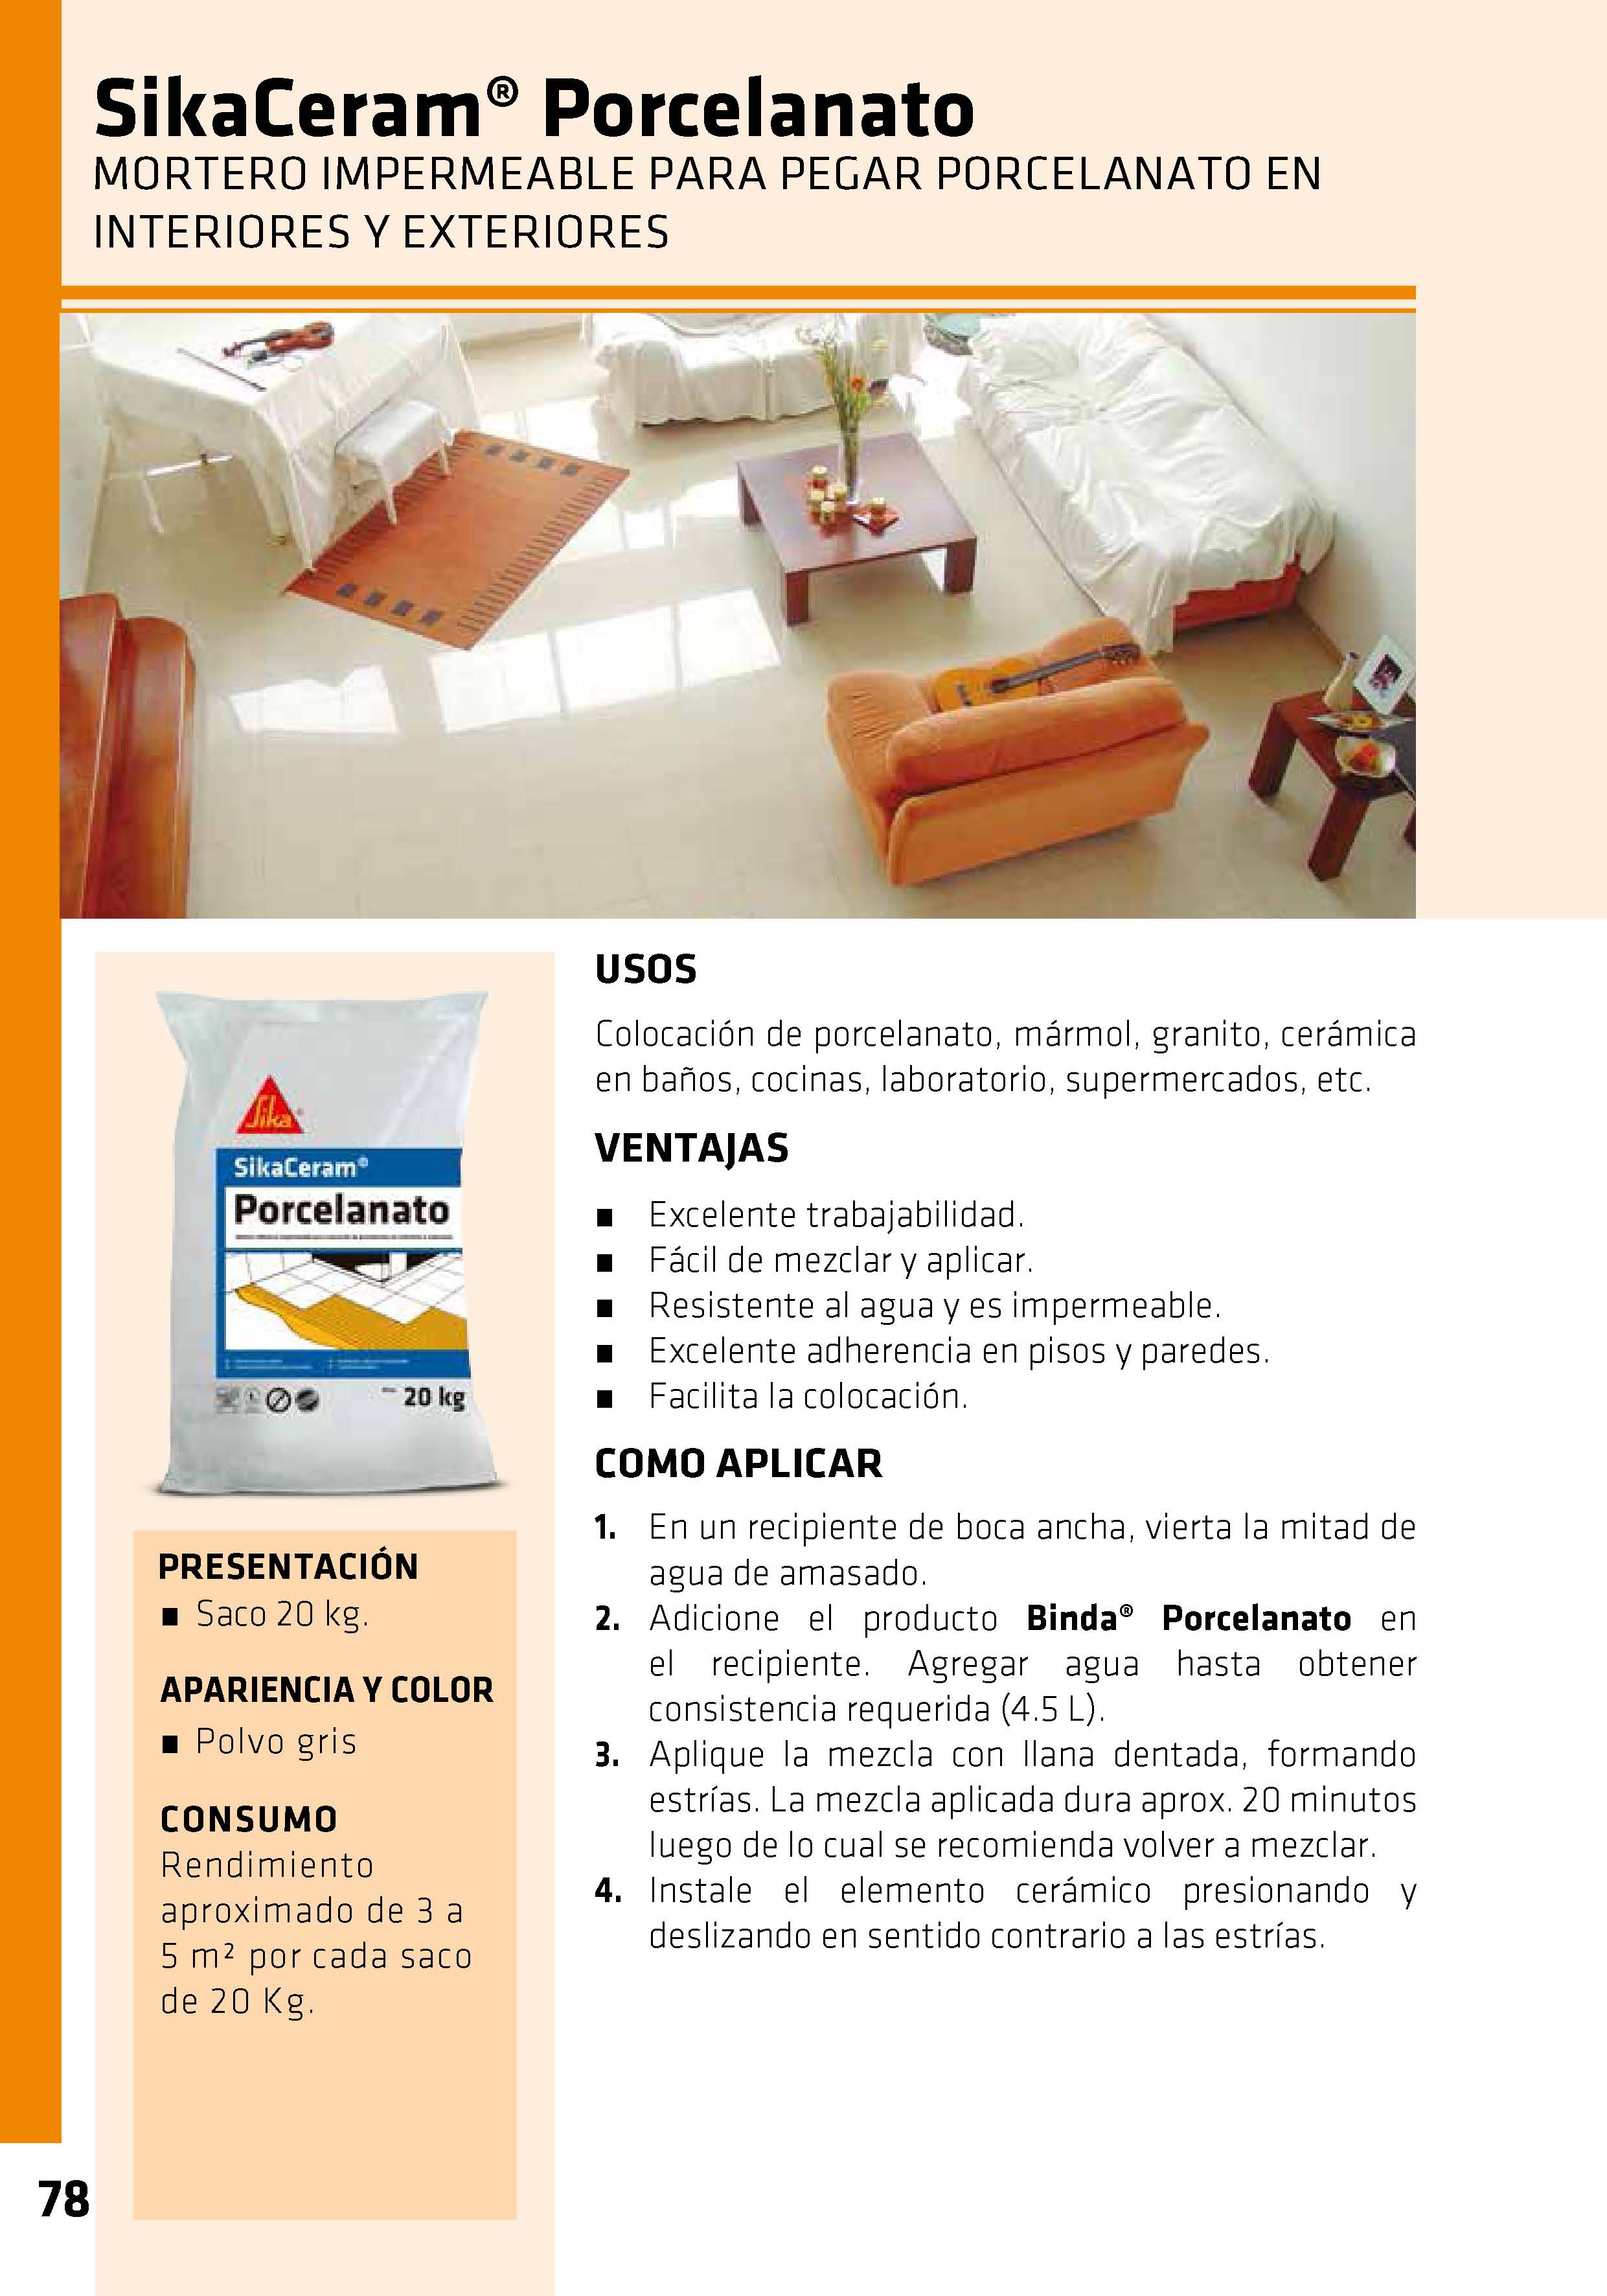 SikaCeram® Porcelanato
MORTERO IMPERMEABLE PARA PEGAR PORCELANATO EN
INTERIORES Y EXTERIORES
Sika®
SikaCeram®
Porcelanato
20 kg
PRESENTACIÓN
■ Saco 20 kg.
APARIENCIA Y COLOR
■ Polvo gris
CONSUMO
Rendimiento
aproximado de 3 a
5 m² por cada saco
de 20 Kg.
USOS
Colocación de porcelanato, mármol, granito, cerámica
en baños, cocinas, laboratorio, supermercados, etc.
VENTAJAS
■ Excelente trabajabilidad.
■ Fácil de mezclar y aplicar.
■ Resistente al agua y es impermeable.
■ Excelente adherencia en pisos y paredes.
■ Facilita la colocación.
COMO APLICAR
1. En un recipiente de boca ancha, vierta la mitad de
agua de amasado.
2. Adicione el producto Binda® Porcelanato en
el recipiente. Agregar agua hasta obtener
consistencia requerida (4.5 L).
3. Aplique la mezcla con llana dentada, formando
estrías. La mezcla aplicada dura aprox. 20 minutos
luego de lo cual se recomienda volver a mezclar.
4. Instale el elemento cerámico presionando y
deslizando en sentido contrario a las estrías.
78